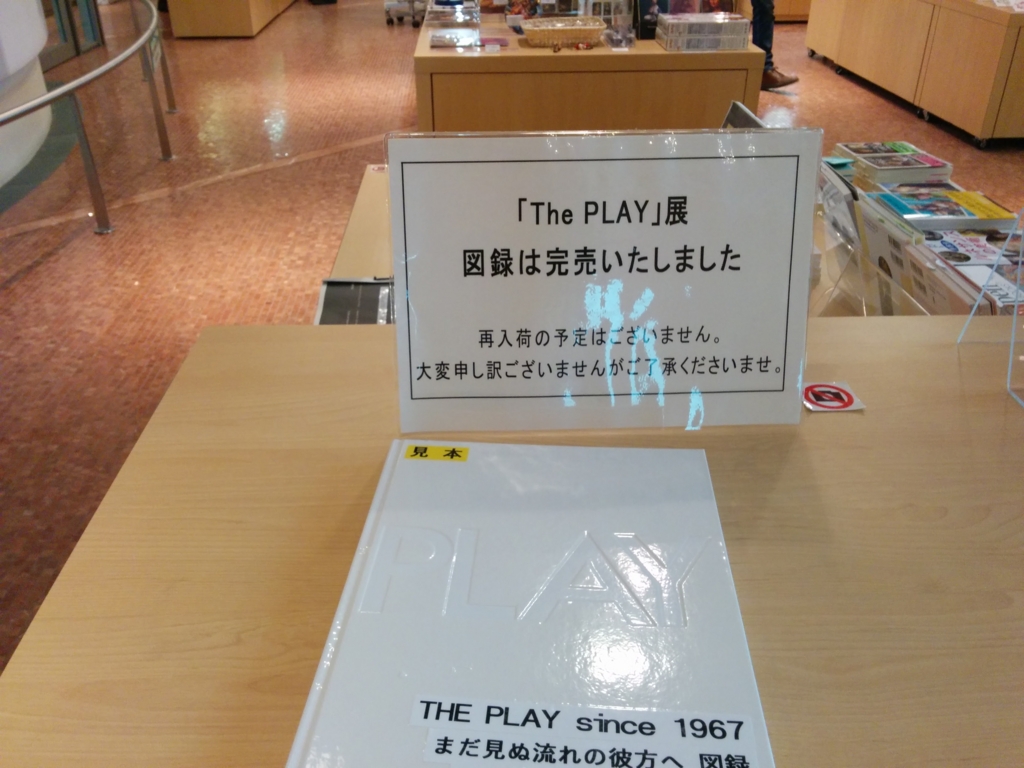 「The PLAY」展
図録は完売いたしました
再入荷の予定はございません。
大変申し訳ございませんがご了承くださいませ。
見本
PLAY
THE PLAY since 1967
まだ見ぬ流れの彼方へ 図録